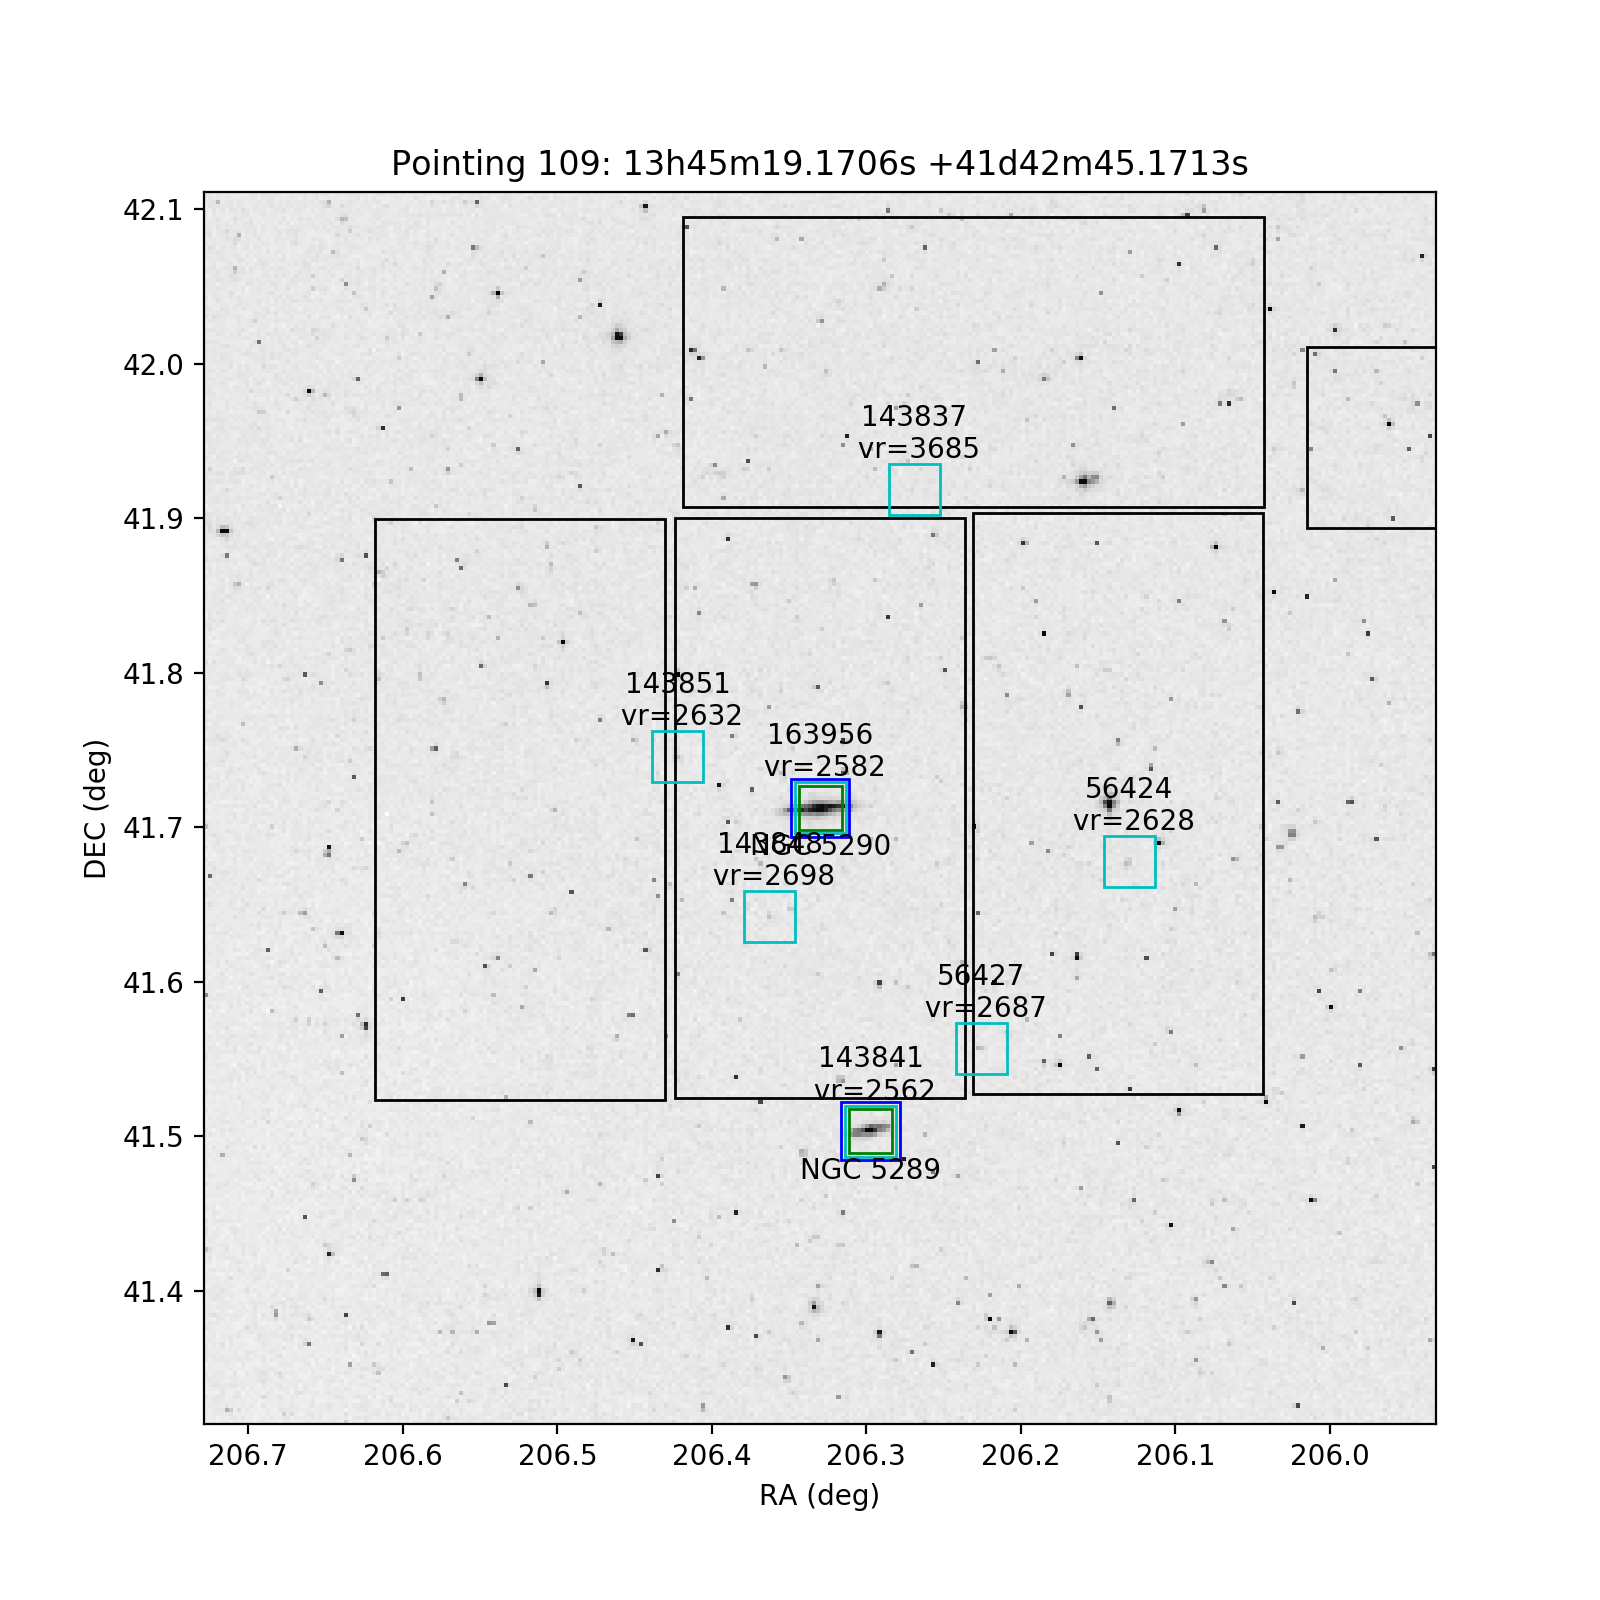 Pointing 109: 13h45m19.1706s +41d42m45.1713s
42.1
42.0
41.9
41.8
41.7
41.6
41.5
41.4
DEC (deg)
143837
vr=3685
143851
vr=2632
163956
vr=2582
NGC 5290
56424
vr=2628
143848
vr=2698
56427
vr=2687
143841
vr=2562
NGC 5289
206.7 206.6 206.5 206.4 206.3 206.2 206.1 206.0
RA (deg)